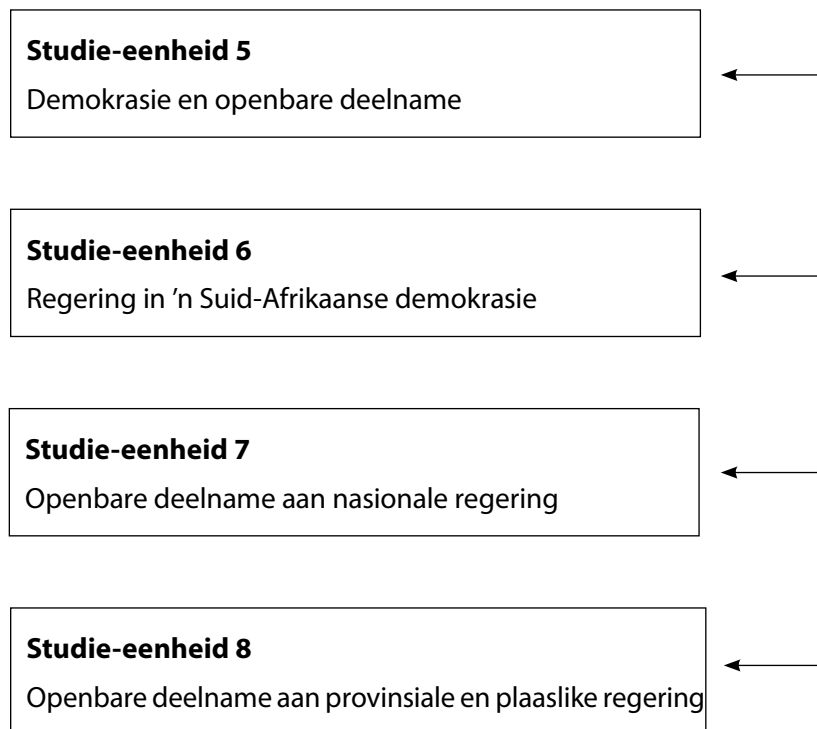 Studie-eenheid 5
Demokrasie en openbare deelname
Studie-eenheid 6
Regering in ’n Suid-Afrikaanse demokrasie
Studie-eenheid 7
Openbare deelname aan nasionale regering
Studie-eenheid 8
Openbare deelname aan provinsiale en plaaslike regering